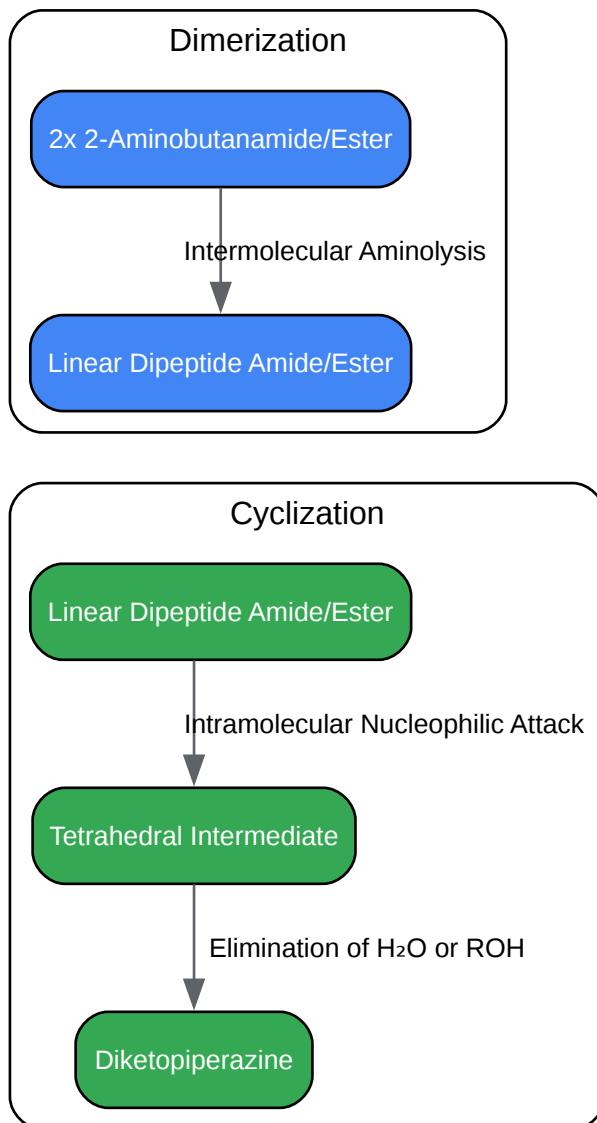 Dimerization
2x 2-Aminobutanamide/Ester
Intermolecular Aminolysis
Linear Dipeptide Amide/Ester
Cyclization
Linear Dipeptide Amide/Ester
Intramolecular Nucleophilic Attack
Tetrahedral Intermediate
Elimination of H₂O or ROH
Diketopiperazine